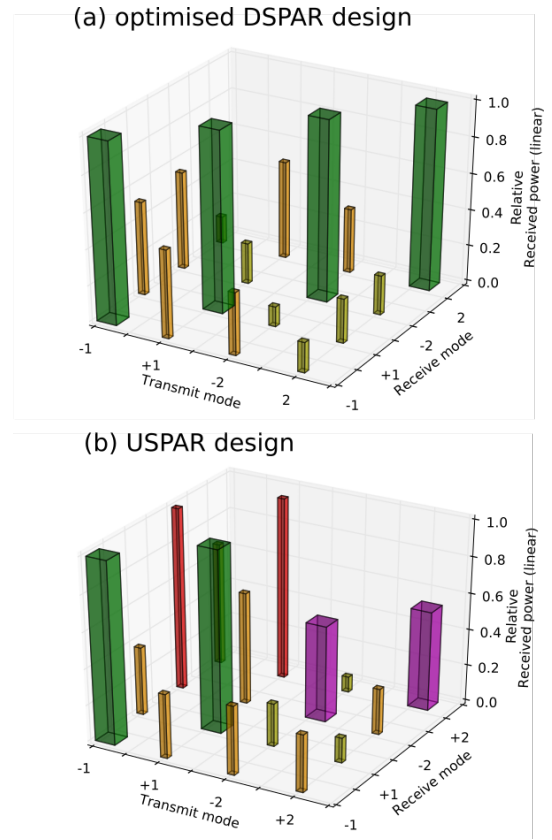 (a) optimised DSPAR design
1.0
0.8
0.6
0.4
0.2
0.0
Relative
Received power (linear)
-1
+1
-2
2
Transmit mode
-1
+1
-2
2
Receive mode
(b) USPAR design
1.0
0.8
0.6
0.4
0.2
0.0
Relative
Received power (linear)
-1
+1
-2
+2
Transmit mode
-1
+1
-2
+2
Receive mode